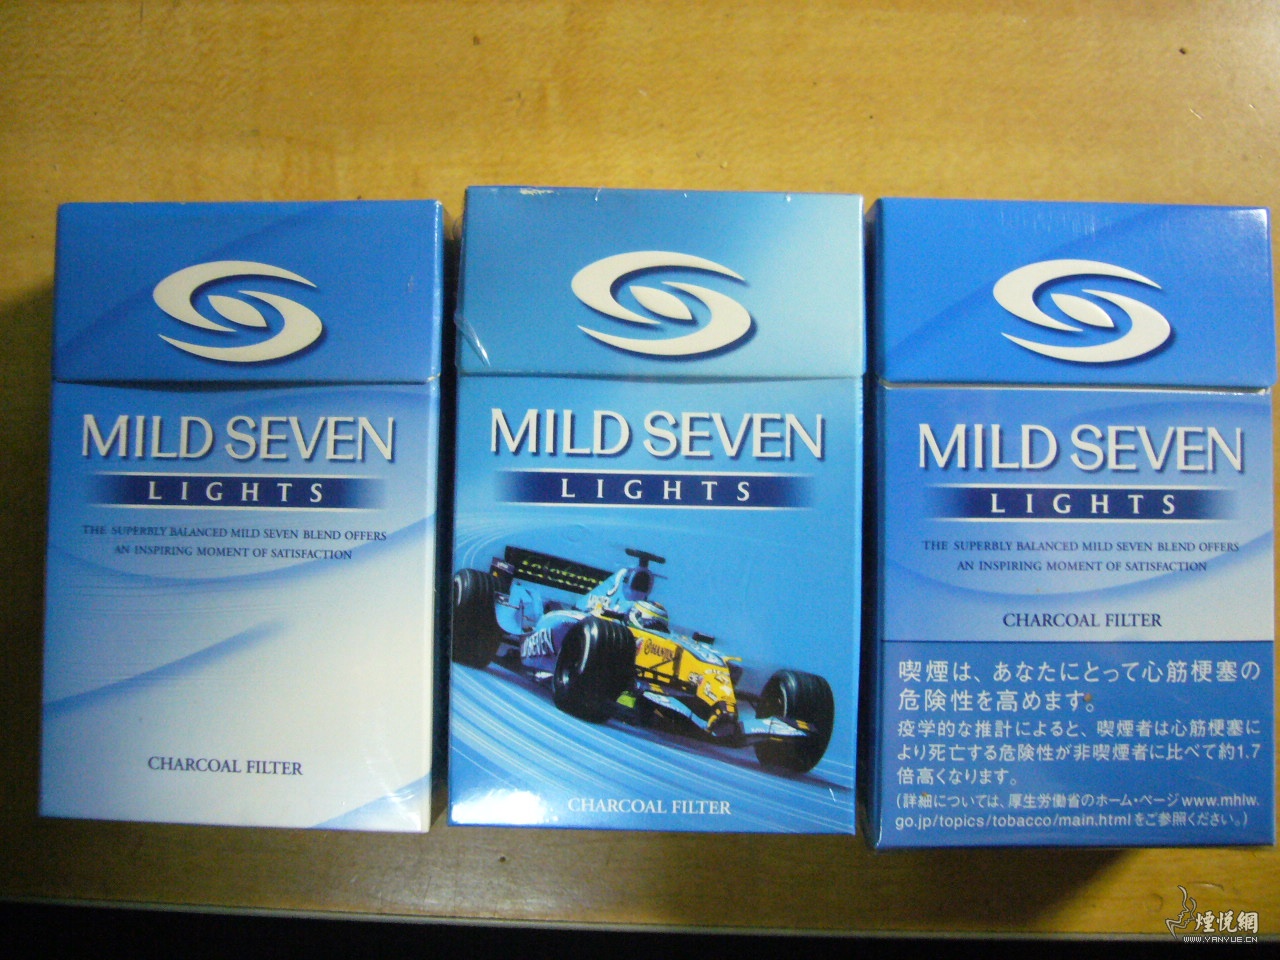 MILD SEVEN
LIGHTS
THE SUPERBLY BALANCED MILD SEVEN BLEND OFFERS
AN INSPIRING MOMENT OF SATISFACTION
CHARCOAL FILTER
MILD SEVEN
LIGHTS
CHARCOAL FILTER
MILD SEVEN
LIGHTS
THE SUPERBLY BALANCED MILD SEVEN BLEND OFFERS
AN INSPIRING MOMENT OF SATISFACTION
CHARCOAL FILTER
喫煙は、あなたにとって心筋梗塞の
危険性を高めます。
疫学的な推計によると、喫煙者は心筋梗塞に
より死亡する危険性が非喫煙者に比べて約1.7
倍高くなります。
(詳細については、厚生労働省のホーム・ページwww.mhlw.
go.jp/topics/tobacco/main.htmlをご参照ください。)
煙悅網
WWW.YANYUE.CN